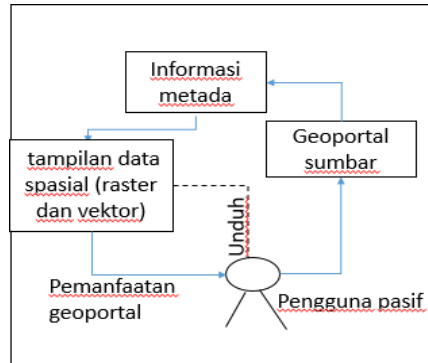 Informasi
metada
Geoportal
sumbar
tampilan data
spasial (raster
dan vektor)
Unduh
Pemanfaatan
geoportal
Pengguna pasif